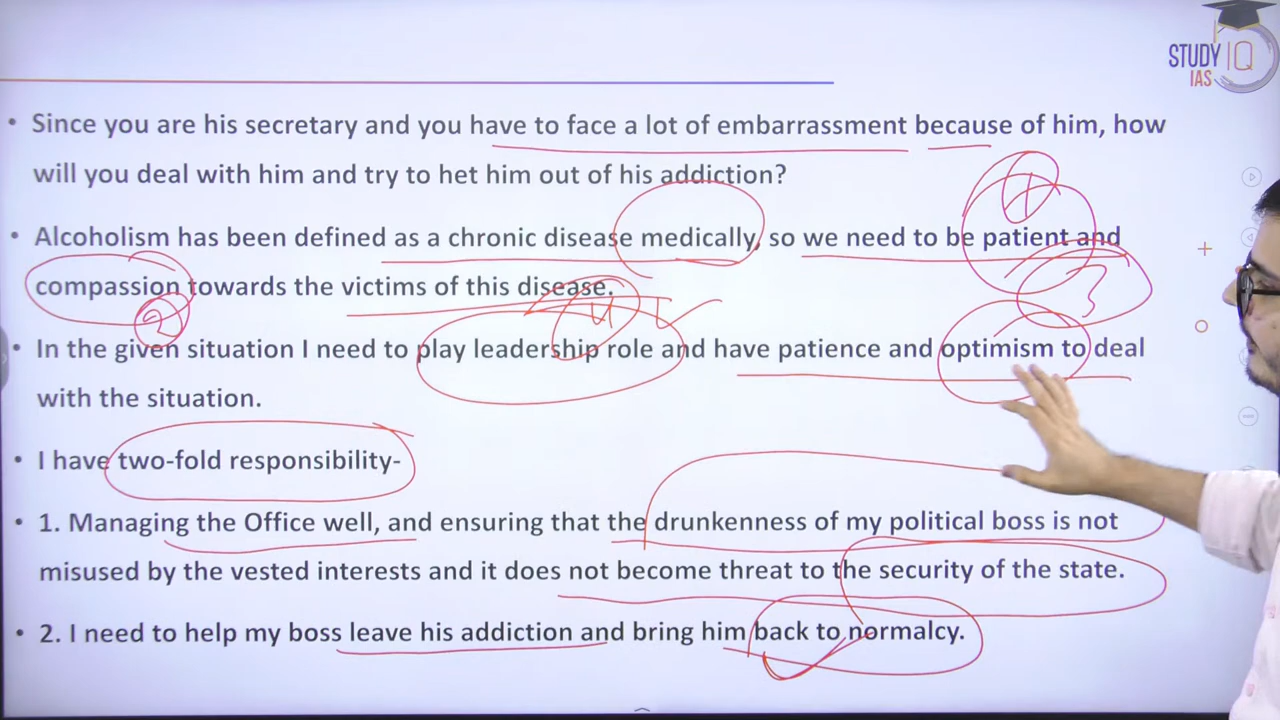 STUDY IQ
IAS
• Since you are his secretary and you have to face a lot of embarrassment because of him, how
will you deal with him and try to het him out of his addiction?
• Alcoholism has been defined as a chronic disease medically, so we need to be patient and
compassion towards the victims of this disease.
• In the given situation I need to play leadership role and have patience and optimism to deal
with the situation.
• I have two-fold responsibility-
• 1. Managing the Office well, and ensuring that the drunkenness of my political boss is not
misused by the vested interests and it does not become threat to the security of the state.
• 2. I need to help my boss leave his addiction and bring him back to normalcy.
1
2
3
4